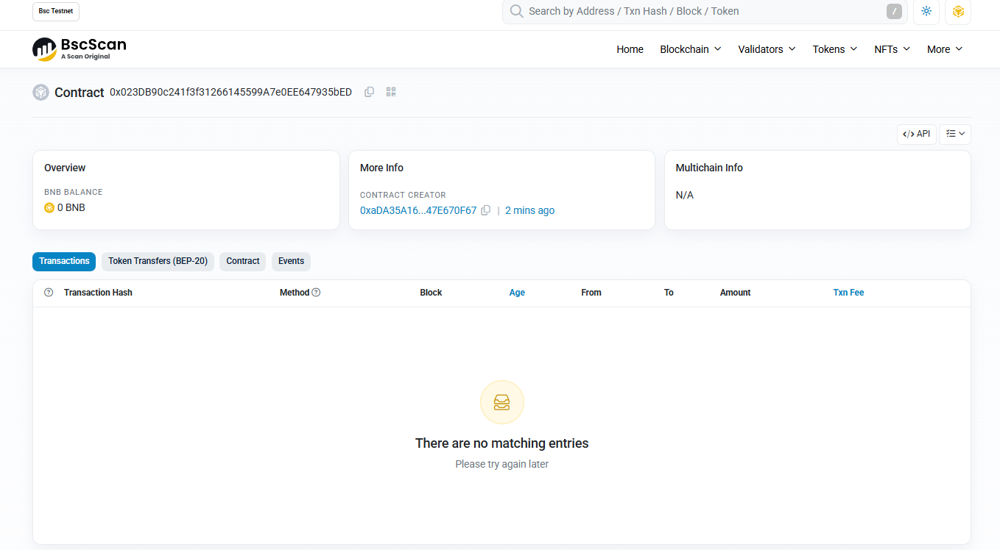 Bsc Testnet
Search by Address / Txn Hash / Block / Token /
BscScan
A Scan Original
Home Blockchain Validators Tokens NFTs More
Contract 0x023DB90c241f3f31266145599A7e0EE647935bED
</> API
Overview
BNB BALANCE
0 BNB
More Info
CONTRACT CREATOR
0xaDA35A16...47E670F67 | 2 mins ago
Multichain Info
N/A
Transactions Token Transfers (BEP-20) Contract Events
? Transaction Hash Method ? Block Age From To Amount Txn Fee
There are no matching entries
Please try again later